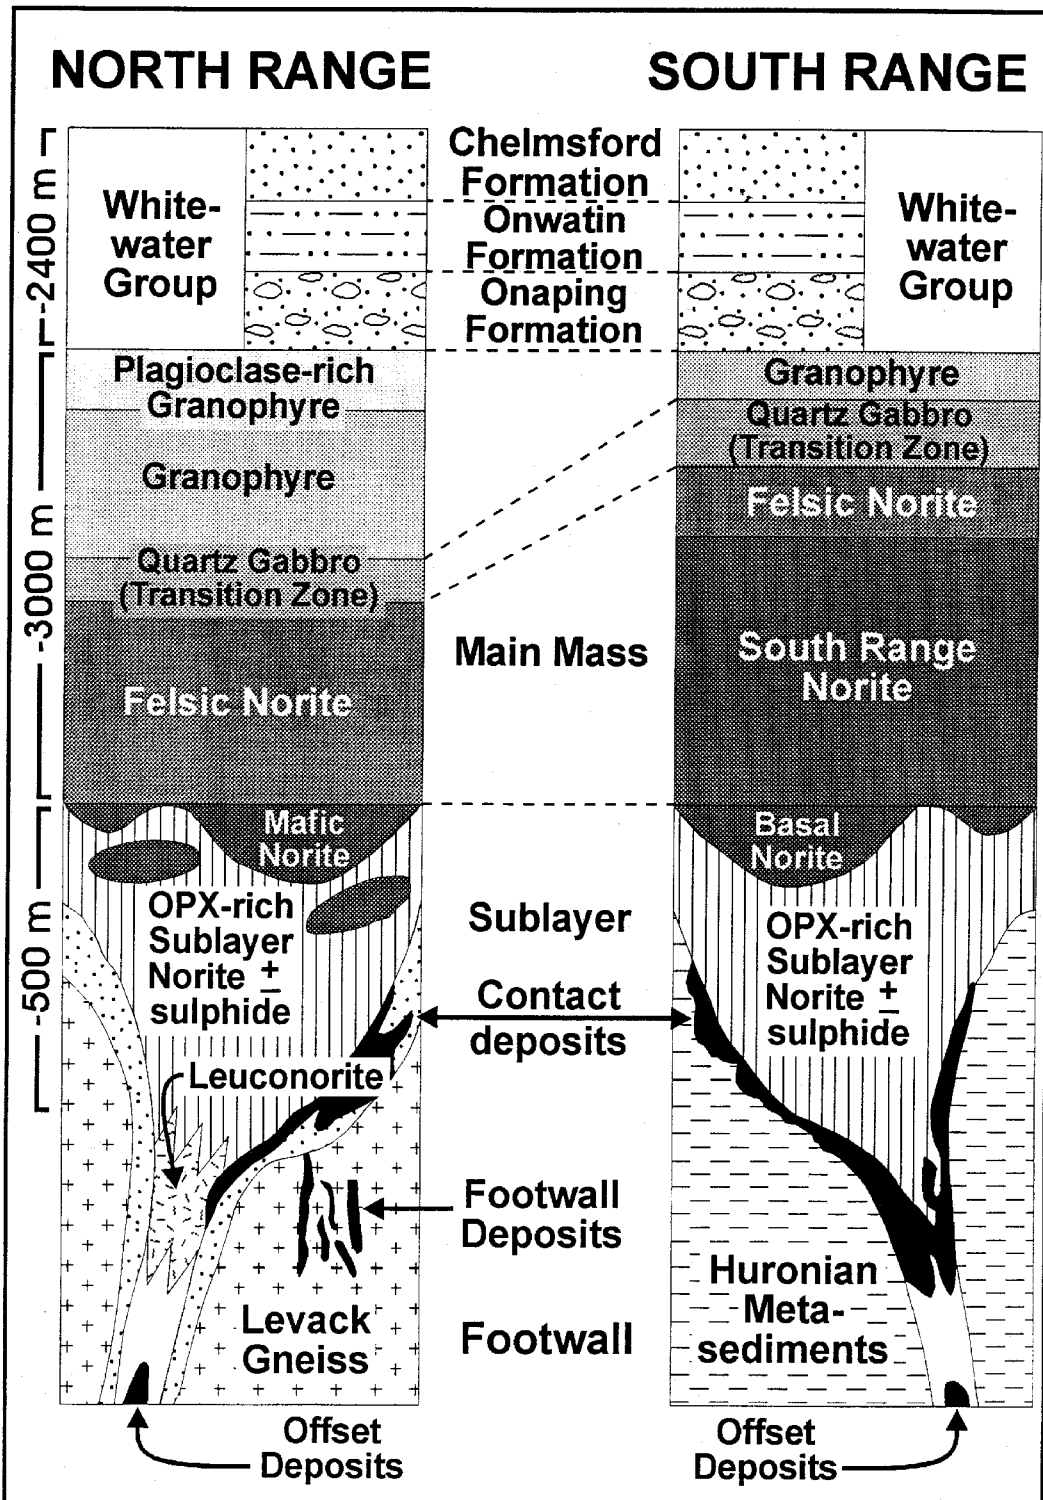 NORTH RANGE
SOUTH RANGE
-2400 m
-3000 m
-500 m
White-
water
Group
Chelmsford
Formation
Onwatin
Formation
Onaping
Formation
White-
water
Group
Plagioclase-rich
Granophyre
Granophyre
Quartz Gabbro
(Transition Zone)
Felsic Norite
Mafic
Norite
OPX-rich
Sublayer
Norite ±
sulphide
Leuconorite
Levack
Gneiss
Offset
Deposits
Main Mass
Sublayer
Contact
deposits
Footwall
Deposits
Footwall
Granophyre
Quartz Gabbro
(Transition Zone)
Felsic Norite
South Range
Norite
Basal
Norite
OPX-rich
Sublayer
Norite ±
sulphide
Huronian
Meta-
sediments
Offset
Deposits